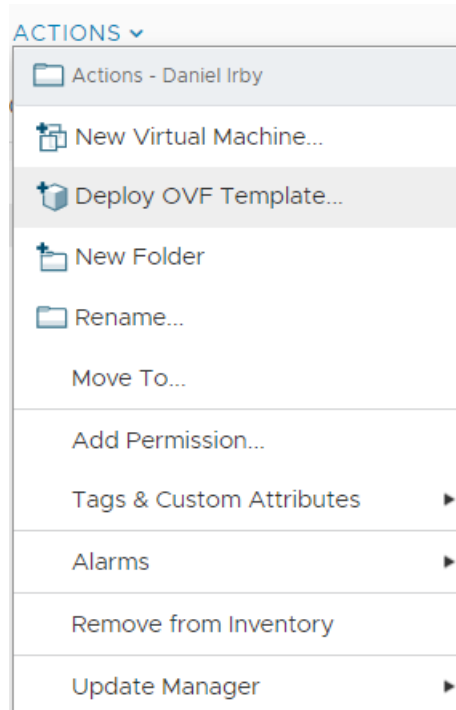 ACTIONS
Actions - Daniel Irby
New Virtual Machine...
Deploy OVF Template...
New Folder
Rename...
Move To...
Add Permission...
Tags & Custom Attributes
Alarms
Remove from Inventory
Update Manager